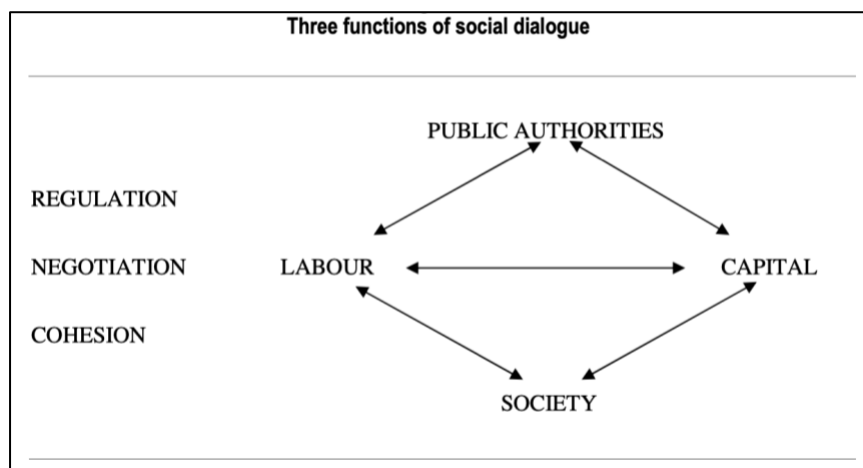 Three functions of social dialogue
PUBLIC AUTHORITIES
REGULATION
NEGOTIATION LABOUR CAPITAL
COHESION
SOCIETY